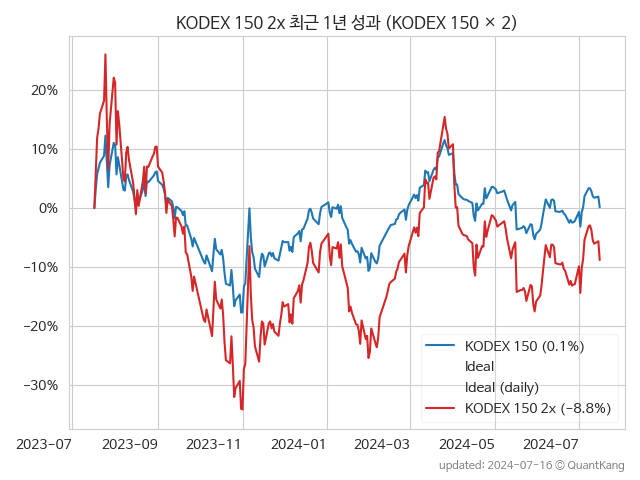 KODEX 150 2x 최근 1년 성과 (KODEX 150 × 2)
20%
10%
0%
−10%
−20%
−30%
KODEX 150 (0.1%)
Ideal
Ideal (daily)
KODEX 150 2x (−8.8%)
2023-07
2023-09
2023-11
2024-01
2024-03
2024-05
2024-07
updated: 2024-07-16 © QuantKang